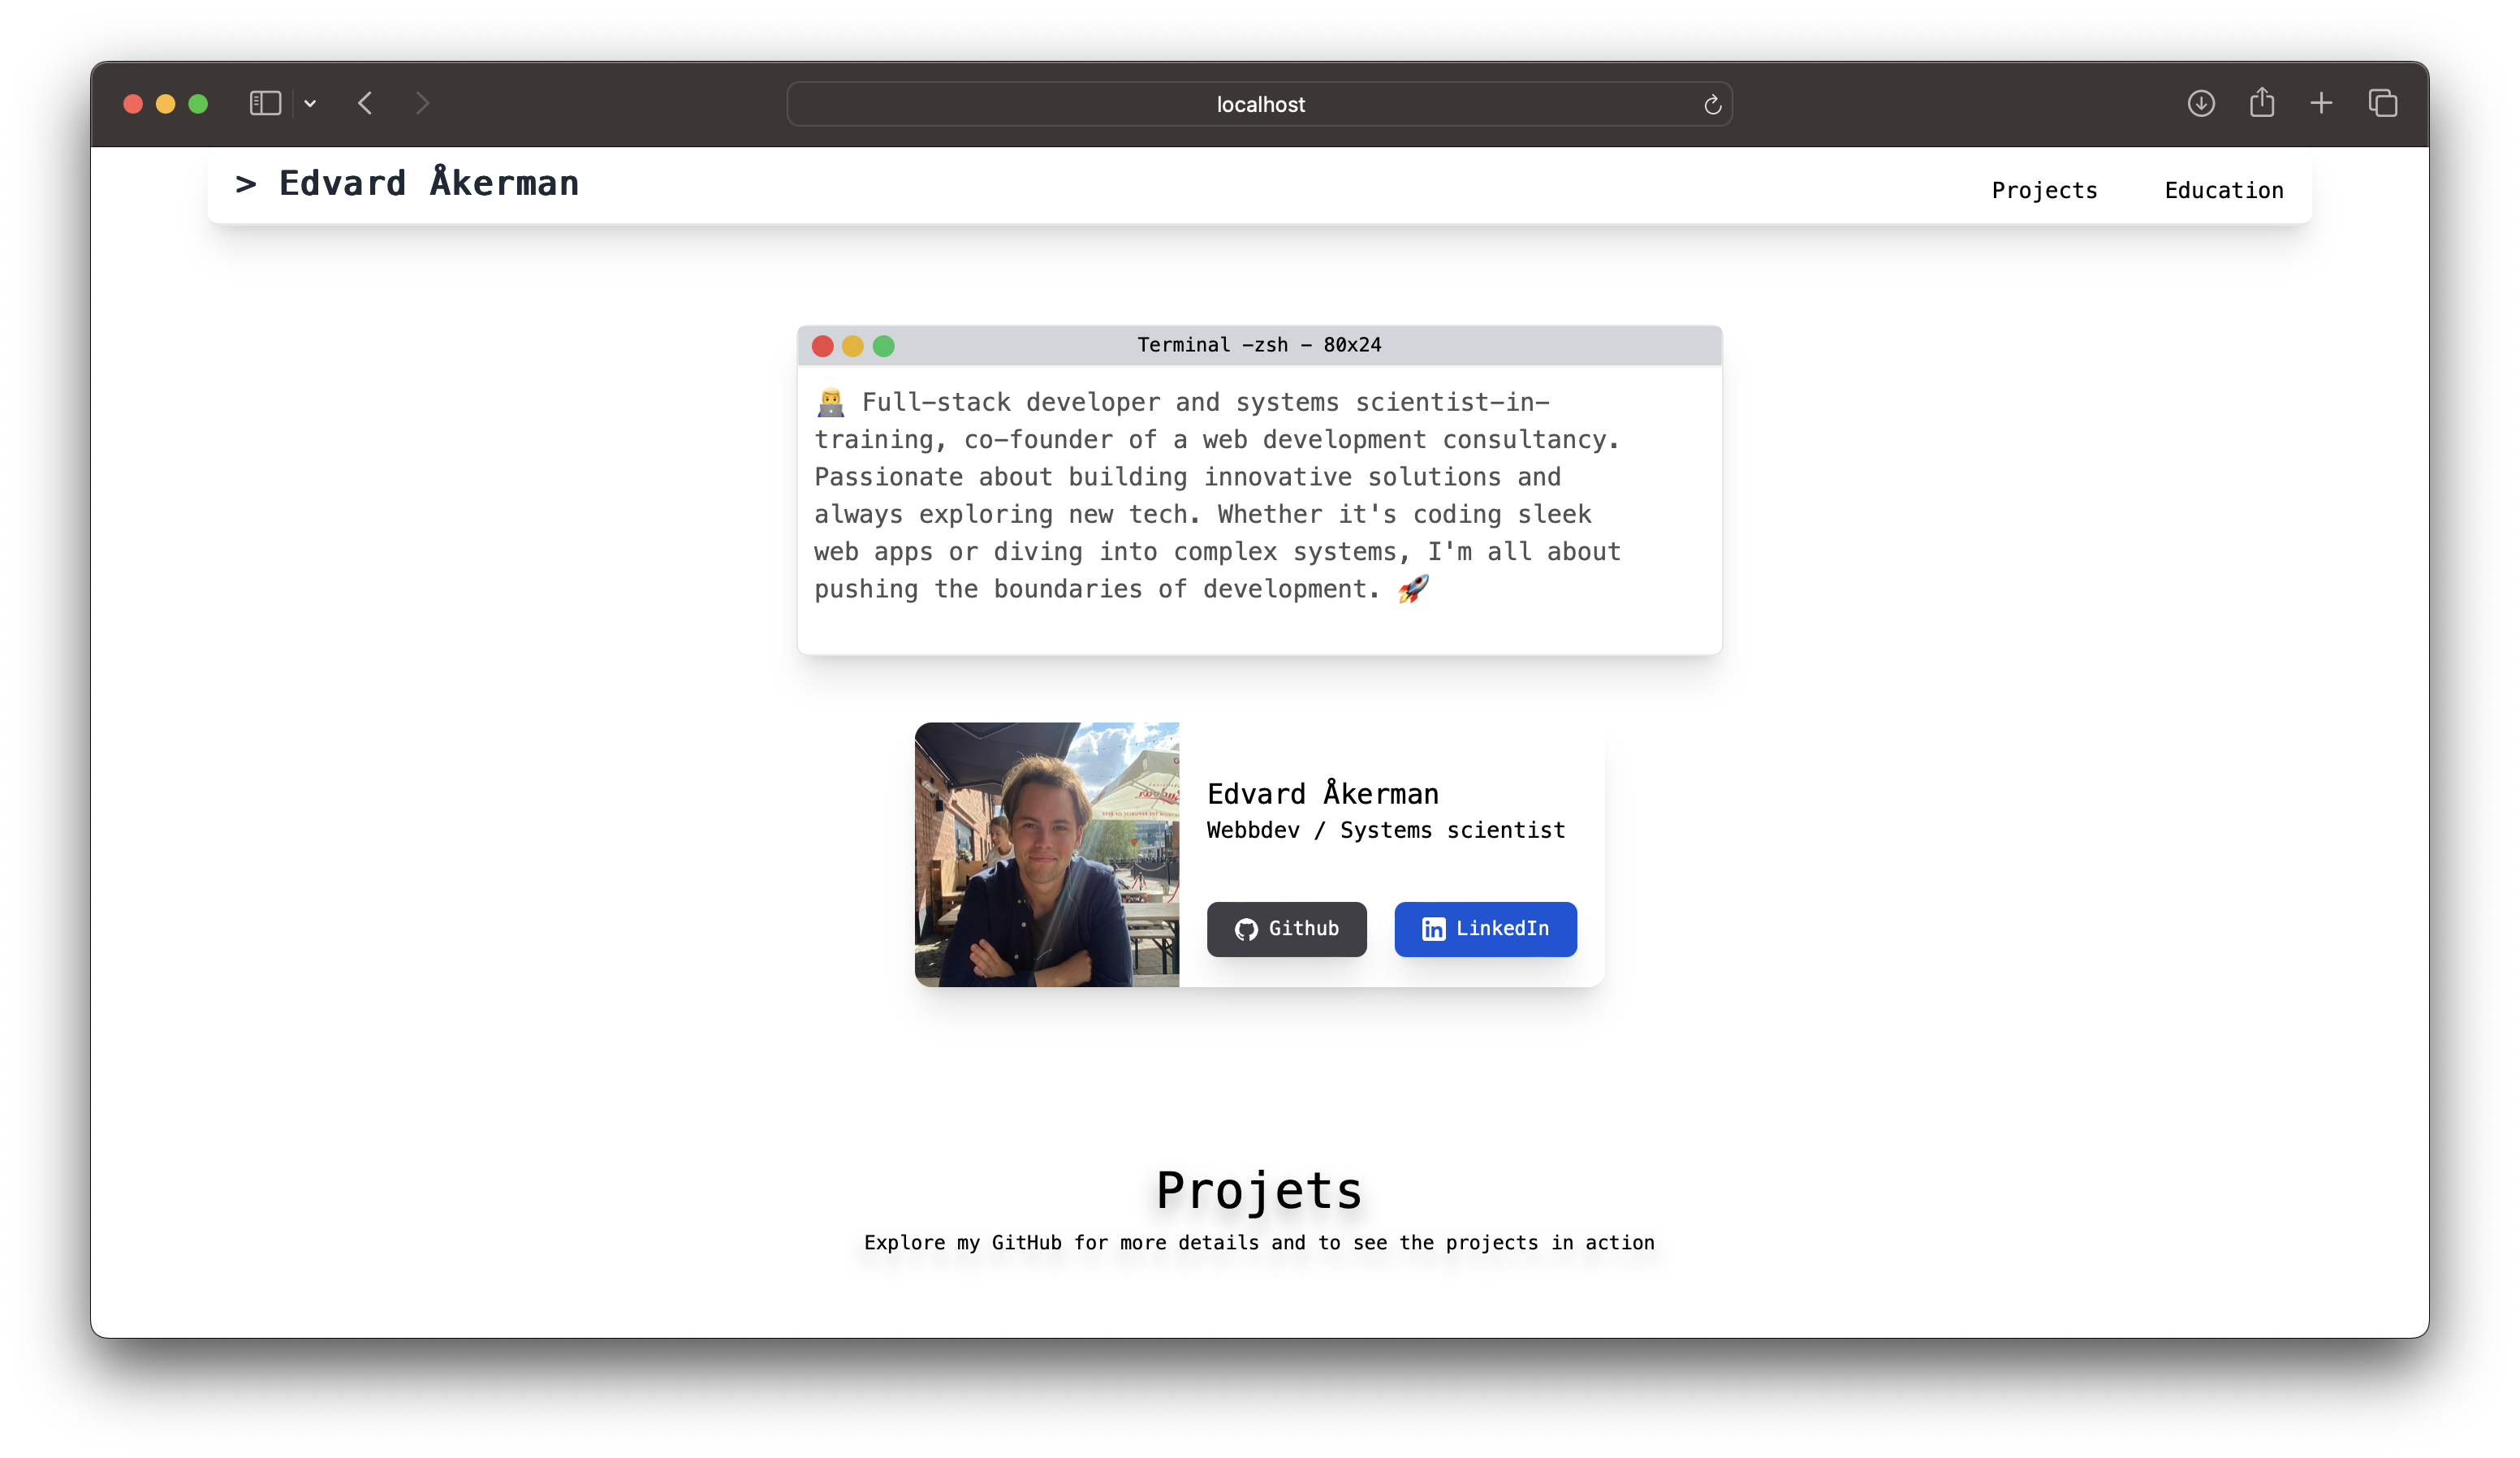 localhost
> Edvard Åkerman
Projects
Education
Terminal -zsh - 80x24
👨🏼‍💻 Full-stack developer and systems scientist-in-
training, co-founder of a web development consultancy.
Passionate about building innovative solutions and
always exploring new tech. Whether it's coding sleek
web apps or diving into complex systems, I'm all about
pushing the boundaries of development. 🚀
Edvard Åkerman
Webbdev / Systems scientist
Github
in LinkedIn
Projets
Explore my GitHub for more details and to see the projects in action